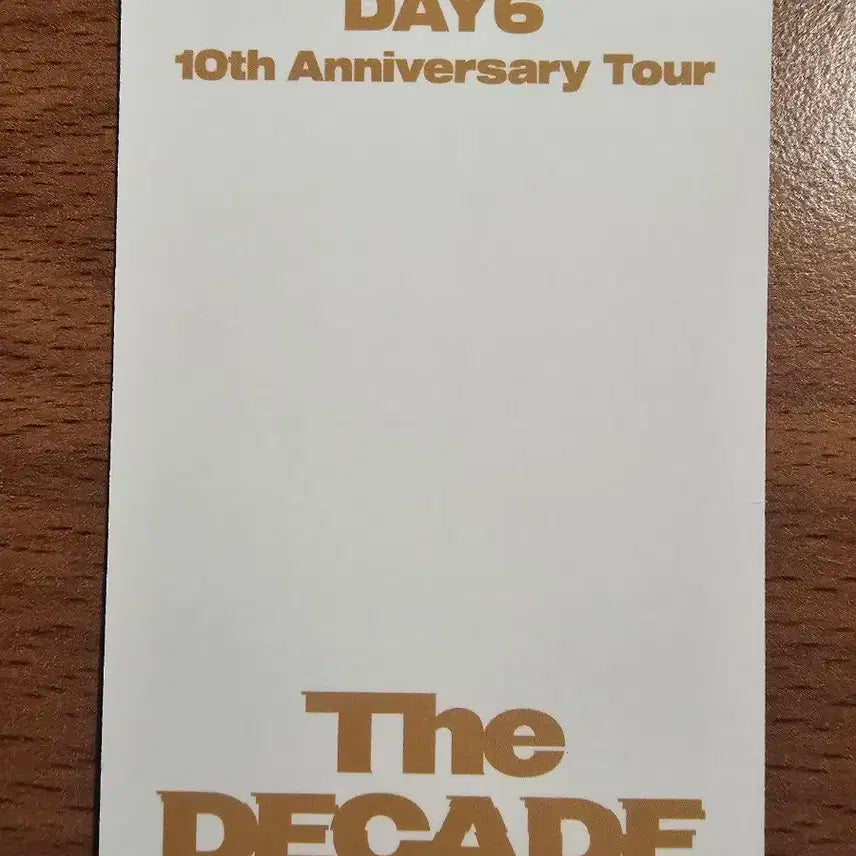 DAY6
10th Anniversary Tour
The
DECADE